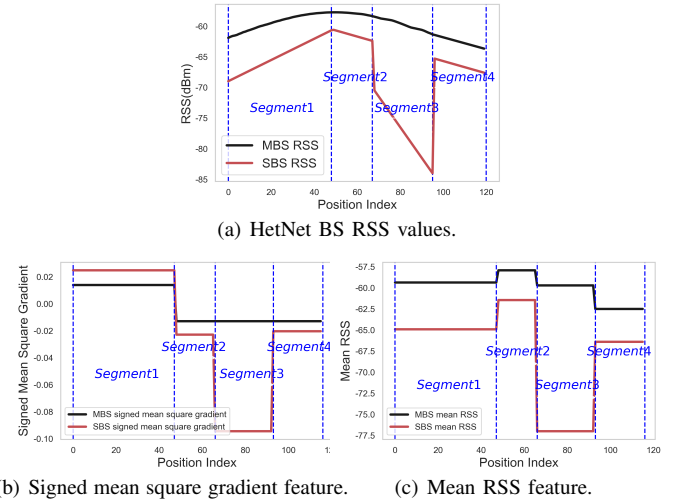 -60
-65
-70
-75
-80
-85
RSS(dBm)
Segment1
Segment2
Segment3
Segment4
MBS RSS
SBS RSS
0 20 40 60 80 100 120
Position Index
(a) HetNet BS RSS values.
0.02
0.00
-0.02
-0.04
-0.06
-0.08
-0.10
Signed Mean Square Gradient
Segment1
Segment2
Segment3
Segment4
MBS signed mean square gradient
SBS signed mean square gradient
0 20 40 60 80 100
Position Index
b) Signed mean square gradient feature.
-57.5
-60.0
-62.5
-65.0
-67.5
-70.0
-72.5
-75.0
-77.5
Mean RSS
Segment1
Segment2
Segment3
Segment4
MBS mean RSS
SBS mean RSS
0 20 40 60 80 100 120
Position Index
(c) Mean RSS feature.